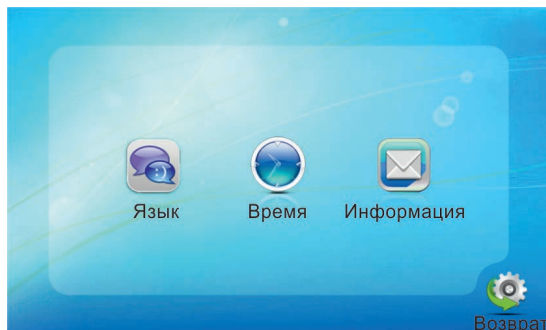 Язык
Время
Информация
Возврат